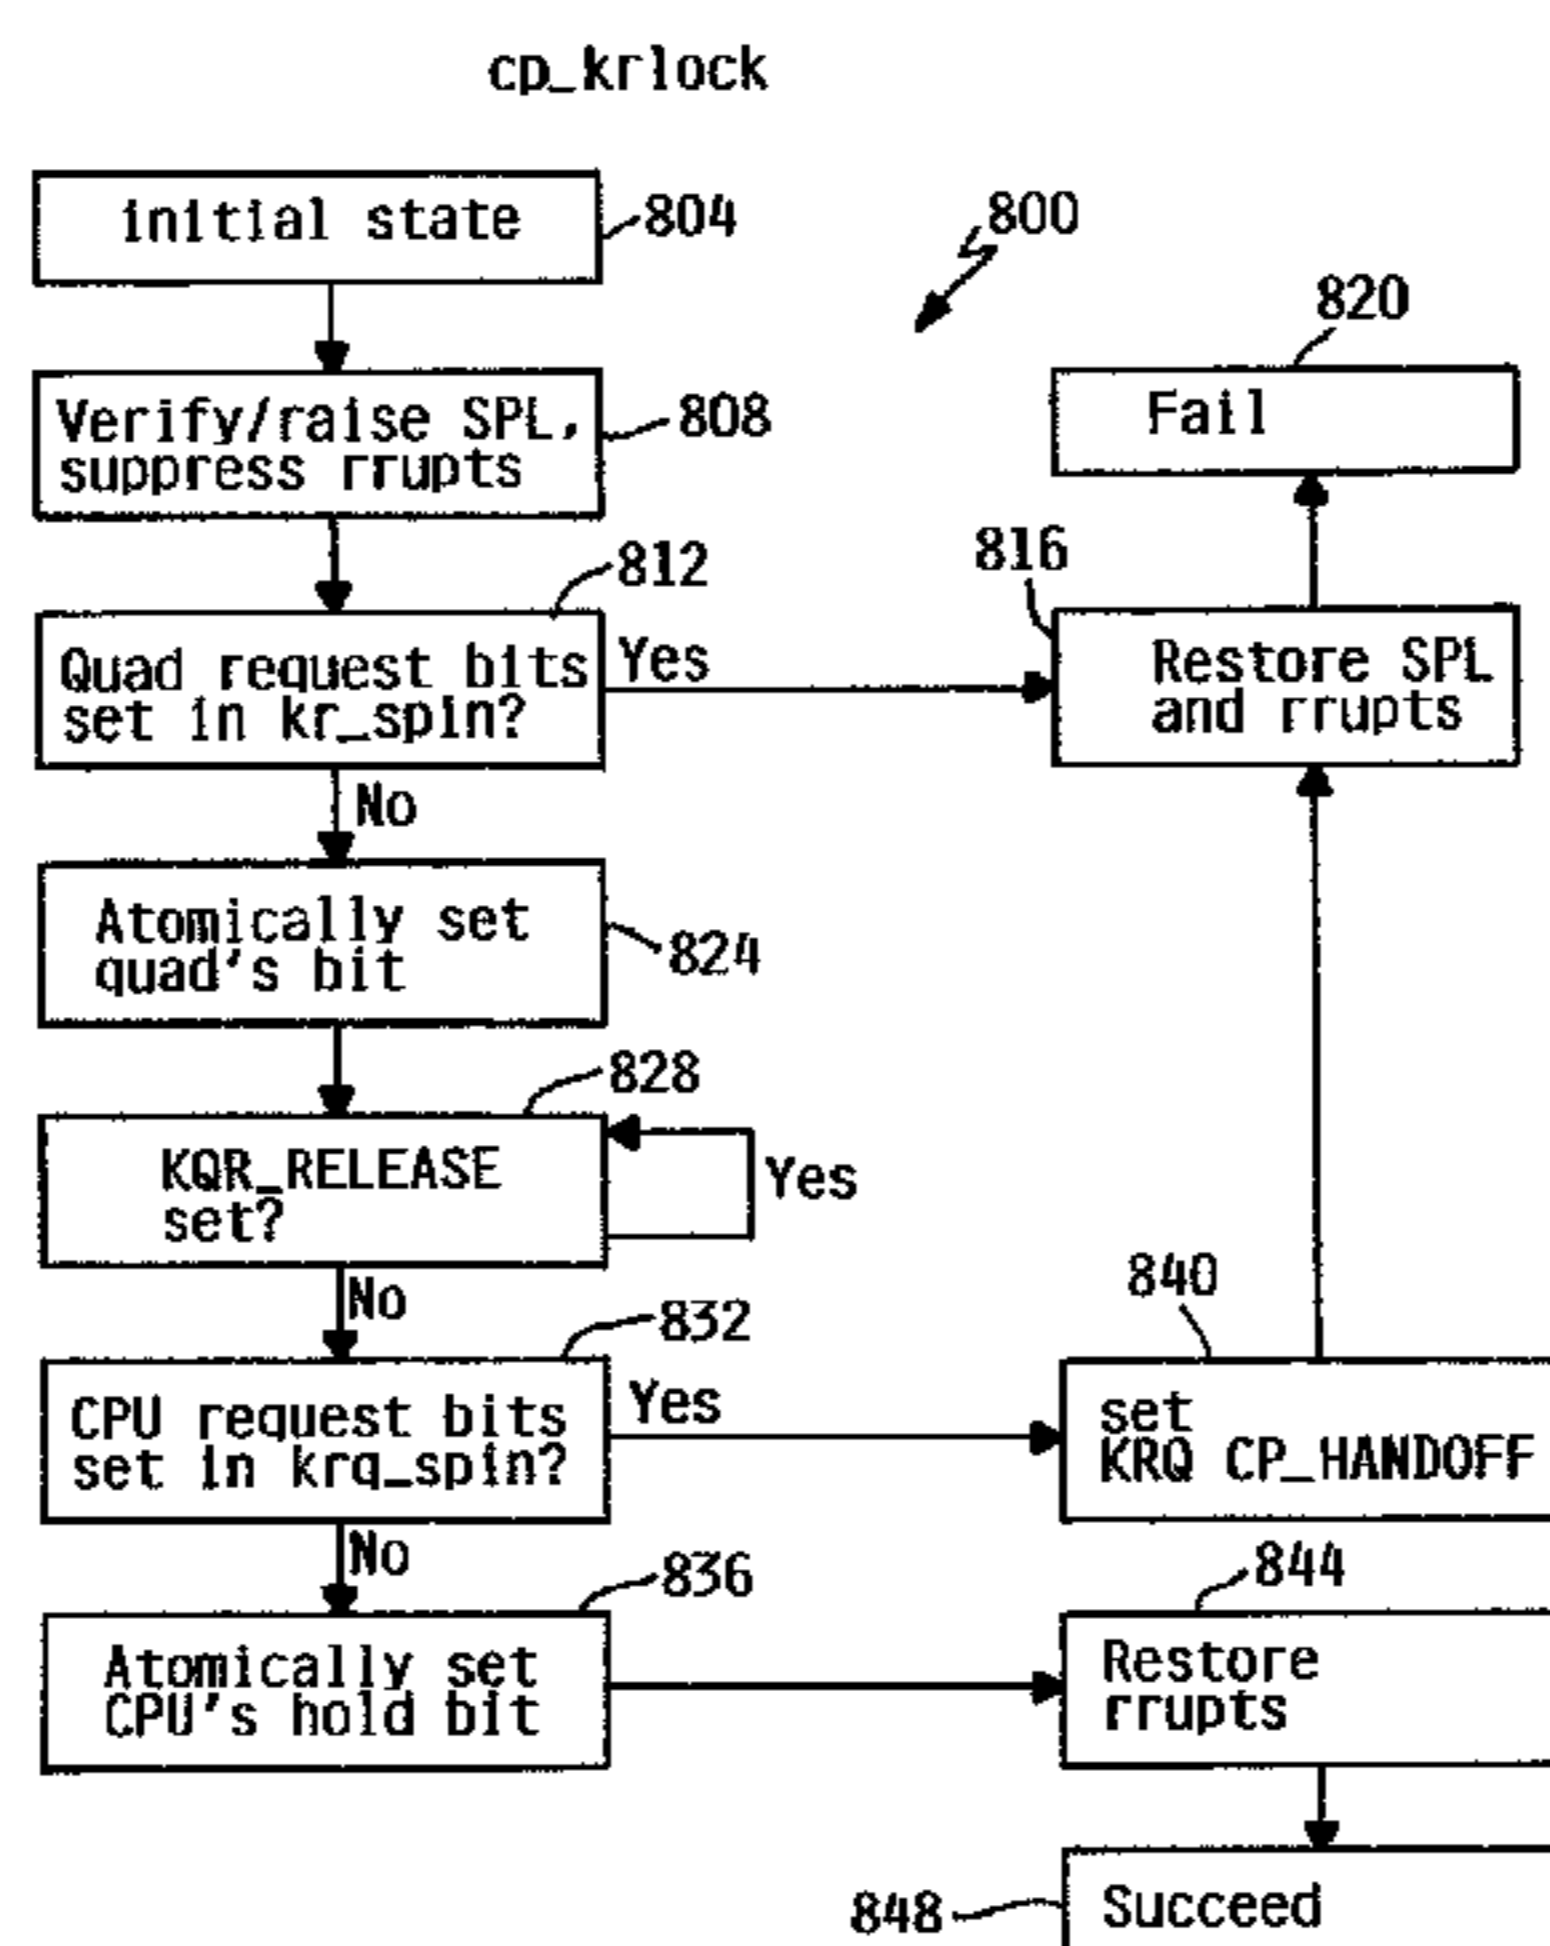 cp_krlock
initial state
804
800
820
Fail
Verify/raise SPL,
suppress rrupts
808
812
816
Quad request bits
set in kr_spin?
Yes
Restore SPL
and rrupts
No
Atomically set
quad's bit
824
828
KQR_RELEASE
set?
Yes
No
832
840
CPU request bits
set in krq_spin?
Yes
set
KRQ CP_HANDOFF
No
836
844
Atomically set
CPU's hold bit
Restore
rrupts
848
Succeed